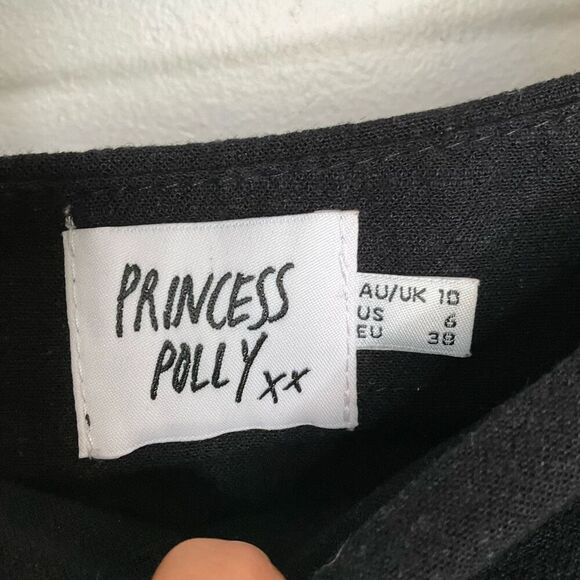 PRINCESS
POLLY xx
AU/UK 10
US 6
EU 38